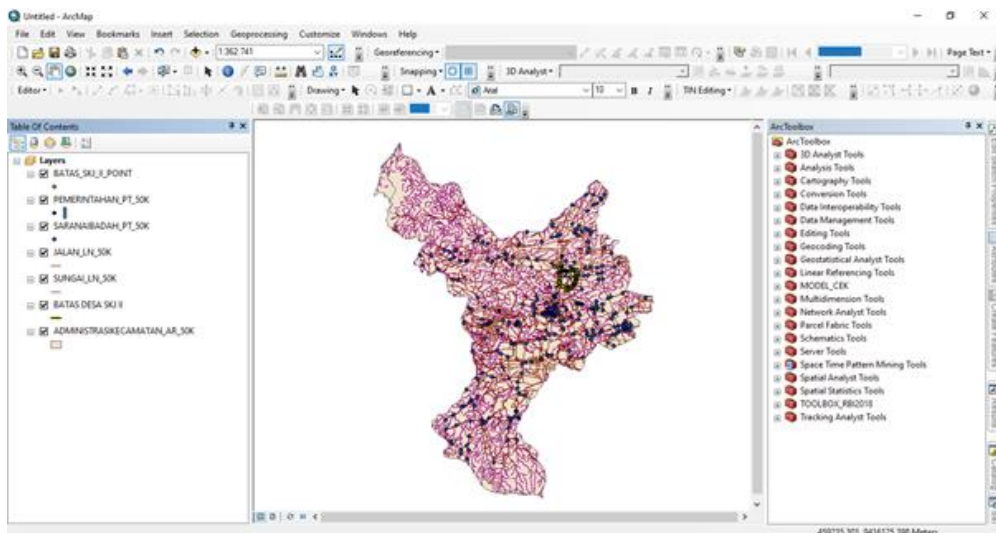 Untitled - ArcMap
File Edit View Bookmarks Insert Selection Geoprocessing Customize Windows Help
1:362.741
Georeferencing
Page Text
Snapping
3D Analyst
Editor
Drawing
Arial
10
B I
TIN Editing
Table Of Contents
Layers
BATAS_SKJ_II_POINT
PEMERINTAHAN_PT_50K
SARANAIBADAH_PT_50K
JALAN_LN_50K
SUNGAI_LN_50K
BATAS DESA SKJ II
ADMINISTRASIKECAMATAN_AR_50K
ArcToolbox
ArcToolbox
3D Analyst Tools
Analysis Tools
Cartography Tools
Conversion Tools
Data Interoperability Tools
Data Management Tools
Editing Tools
Geocoding Tools
Geostatistical Analyst Tools
Linear Referencing Tools
MODEL_CEK
Multidimension Tools
Network Analyst Tools
Parcel Fabric Tools
Schematics Tools
Server Tools
Space Time Pattern Mining Tools
Spatial Analyst Tools
Spatial Statistics Tools
TOOLBOX_RBI2018
Tracking Analyst Tools